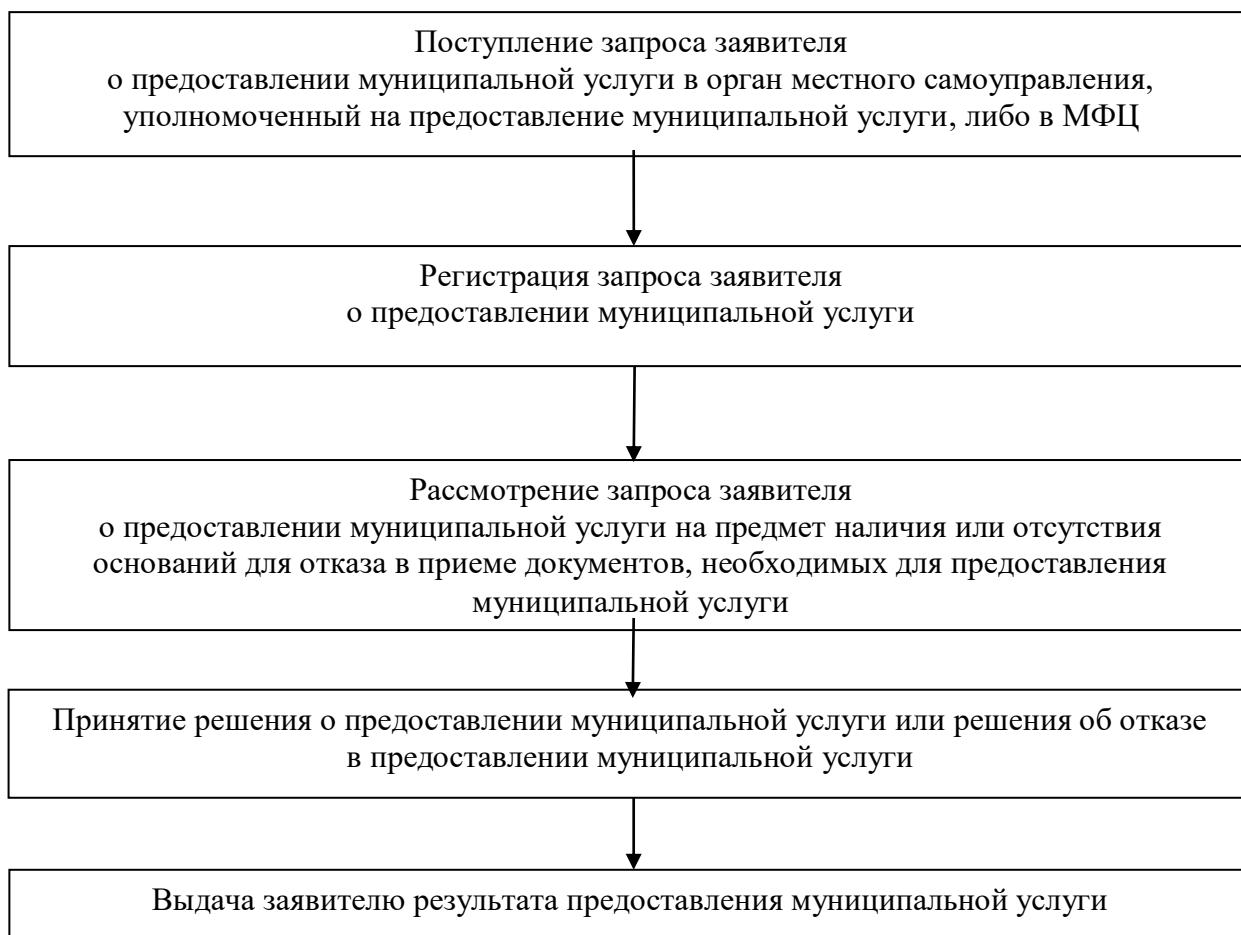 Поступление запроса заявителя
о предоставлении муниципальной услуги в орган местного самоуправления,
уполномоченный на предоставление муниципальной услуги, либо в МФЦ
Регистрация запроса заявителя
о предоставлении муниципальной услуги
Рассмотрение запроса заявителя
о предоставлении муниципальной услуги на предмет наличия или отсутствия
оснований для отказа в приеме документов, необходимых для предоставления
муниципальной услуги
Принятие решения о предоставлении муниципальной услуги или решения об отказе
в предоставлении муниципальной услуги
Выдача заявителю результата предоставления муниципальной услуги